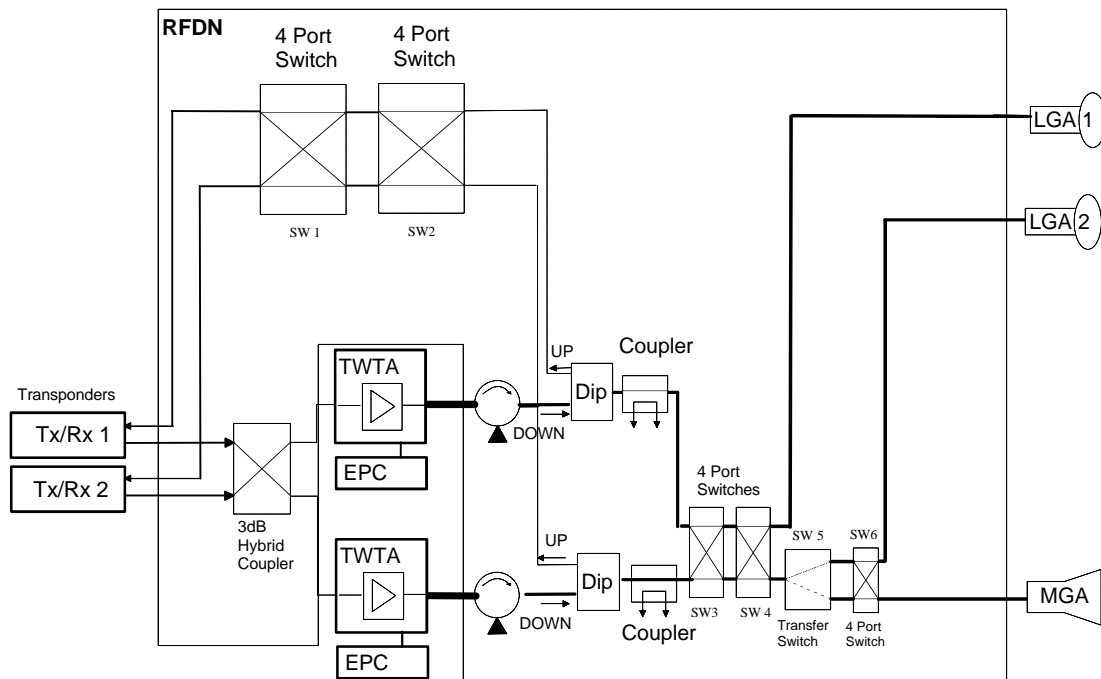 RFDN
4 Port
Switch
4 Port
Switch
SW 1
SW2
LGA 1
LGA 2
UP
Coupler
TWTA
Dip
DOWN
EPC
Transponders
Tx/Rx 1
Tx/Rx 2
3dB
Hybrid
Coupler
4 Port
Switches
SW 5
SW6
UP
TWTA
Dip
DOWN
Coupler
SW3
SW 4
Transfer
Switch
4 Port
Switch
MGA
EPC